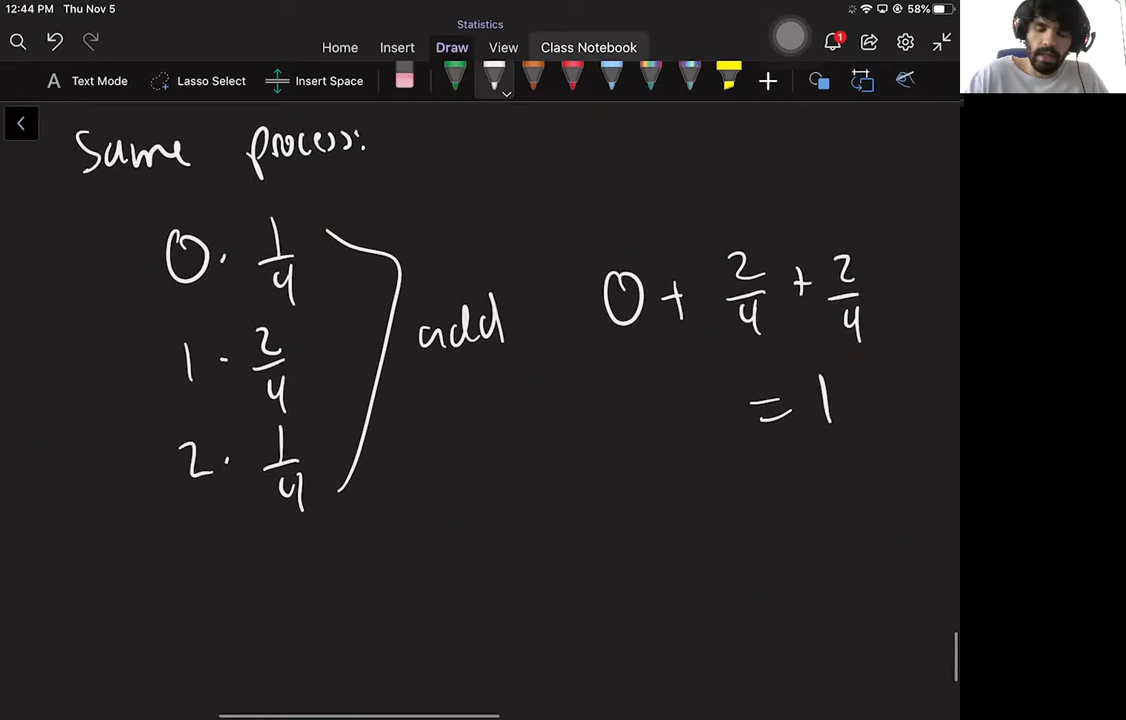 12:44 PM Thu Nov 5
58%
Statistics
Home Insert Draw View Class Notebook
1
A Text Mode Lasso Select Insert Space
Same process:
0 · 1/4
1 · 2/4
2 · 1/4
add
0 + 2/4 + 2/4
= 1